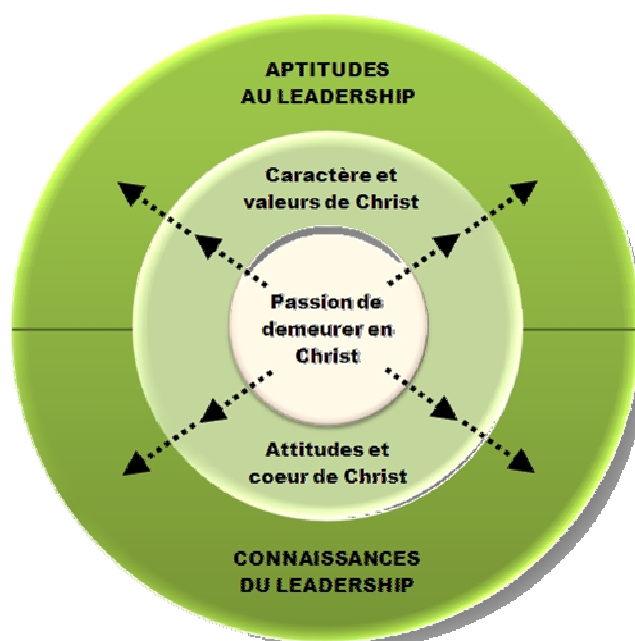 APTITUDES
AU LEADERSHIP
Caractère et
valeurs de Christ
Passion de
demeurer en
Christ
Attitudes et
coeur de Christ
CONNAISSANCES
DU LEADERSHIP